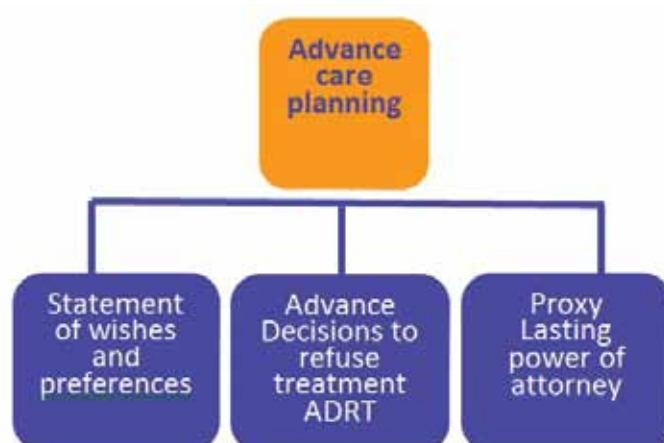 Advance
care
planning
Statement
of wishes
and
preferences
Advance
Decisions to
refuse
treatment
ADRT
Proxy
Lasting
power of
attorney